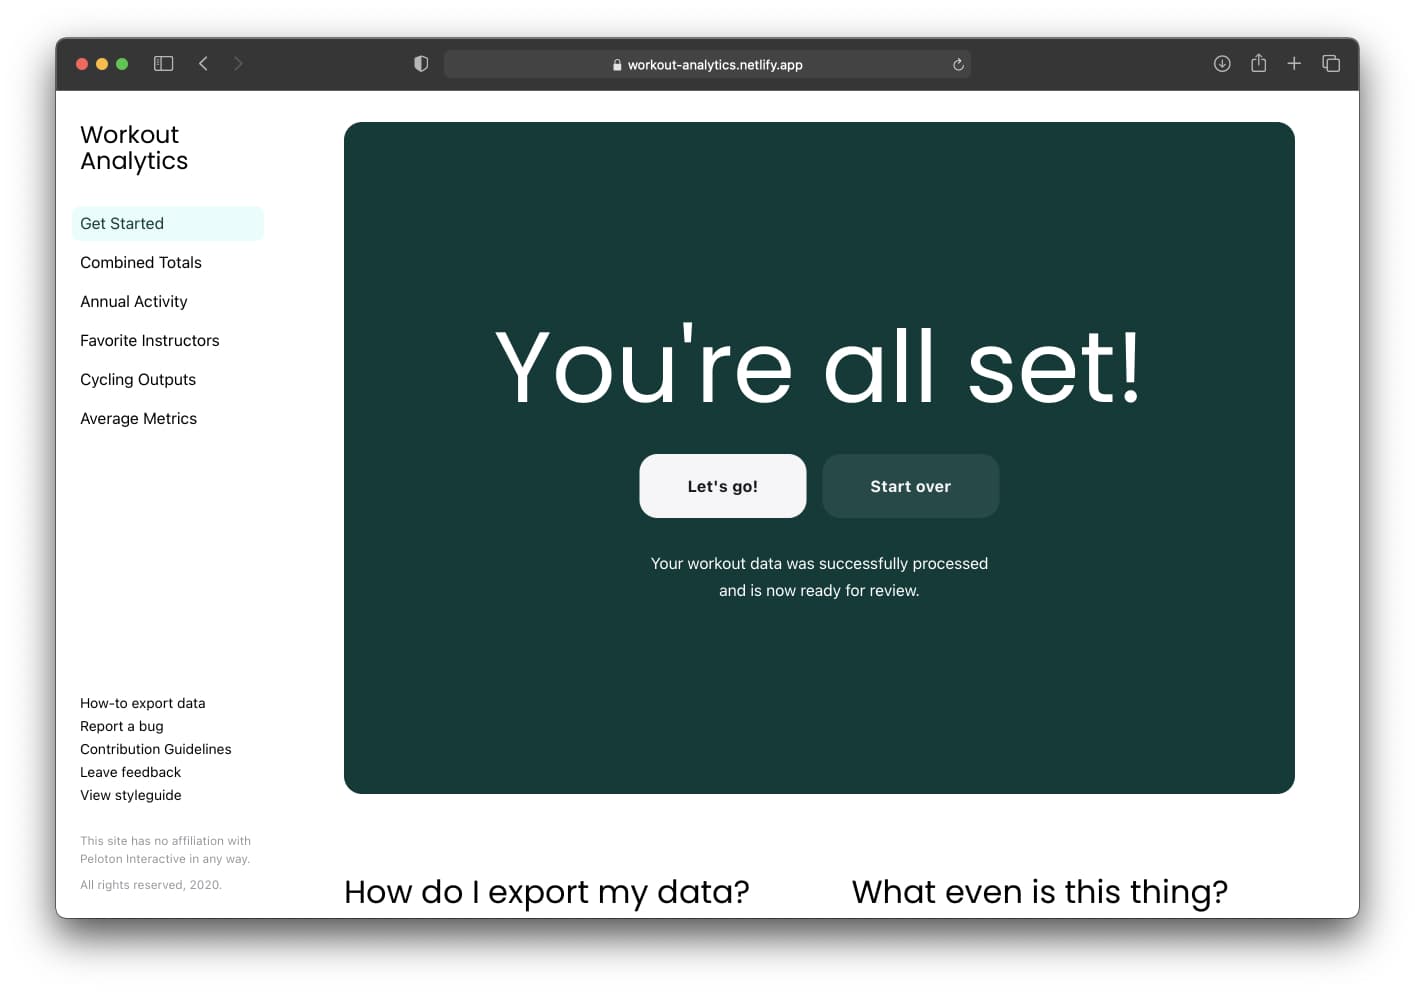 workout-analytics.netlify.app
Workout
Analytics
Get Started
Combined Totals
Annual Activity
Favorite Instructors
Cycling Outputs
Average Metrics
How-to export data
Report a bug
Contribution Guidelines
Leave feedback
View styleguide
This site has no affiliation with
Peloton Interactive in any way.
All rights reserved, 2020.
You're all set!
Let's go!
Start over
Your workout data was successfully processed
and is now ready for review.
How do I export my data?
What even is this thing?